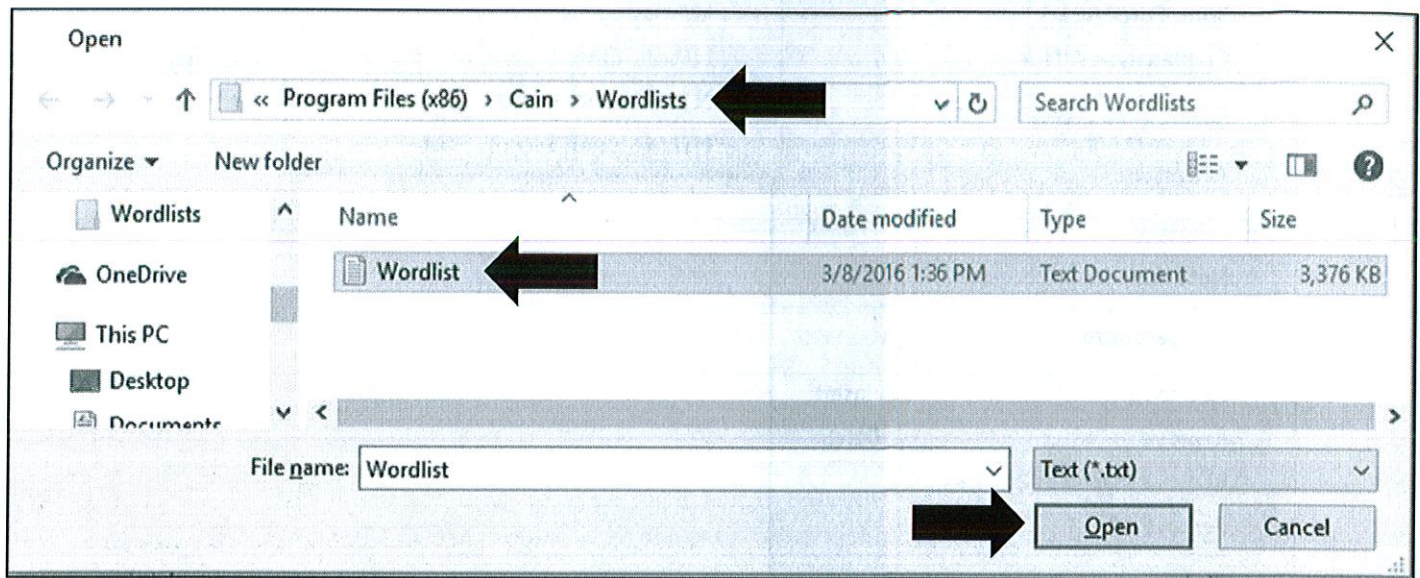 Open
« Program Files (x86) › Cain › Wordlists
Search Wordlists
Organize
New folder
Wordlists
OneDrive
This PC
Desktop
Documents
Name
Date modified
Type
Size
Wordlist
3/8/2016 1:36 PM
Text Document
3,376 KB
File name:
Wordlist
Text (*.txt)
Open
Cancel